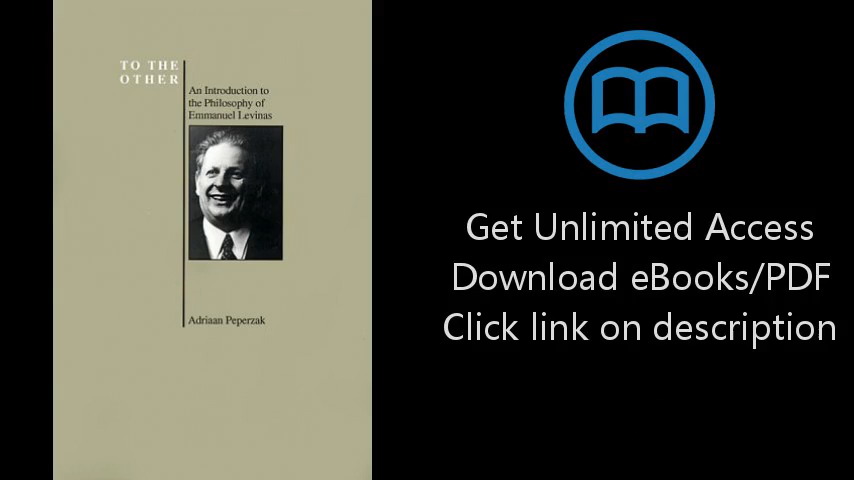 TO THE
OTHER
An Introduction to
the Philosophy of
Emmanuel Levinas
Adriaan Peperzak
Get Unlimited Access
Download eBooks/PDF
Click link on description